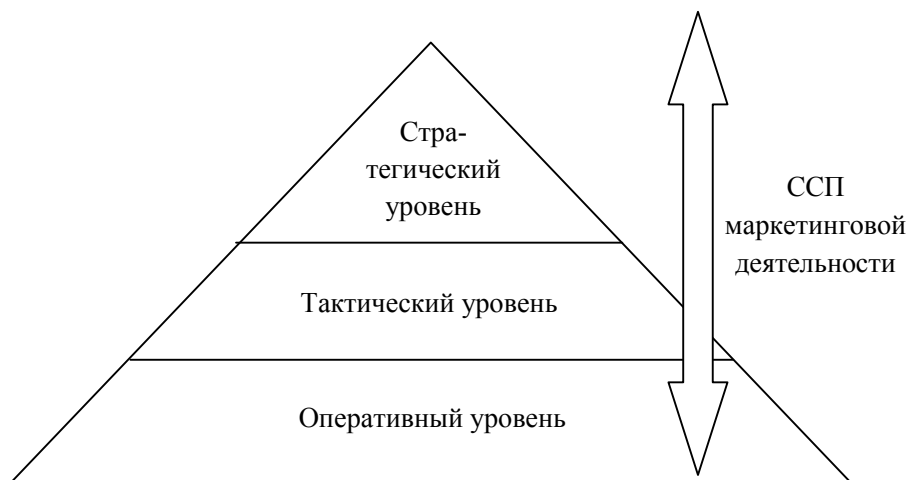 Стра-
тегический
уровень
Тактический уровень
Оперативный уровень
ССП
маркетинговой
деятельности